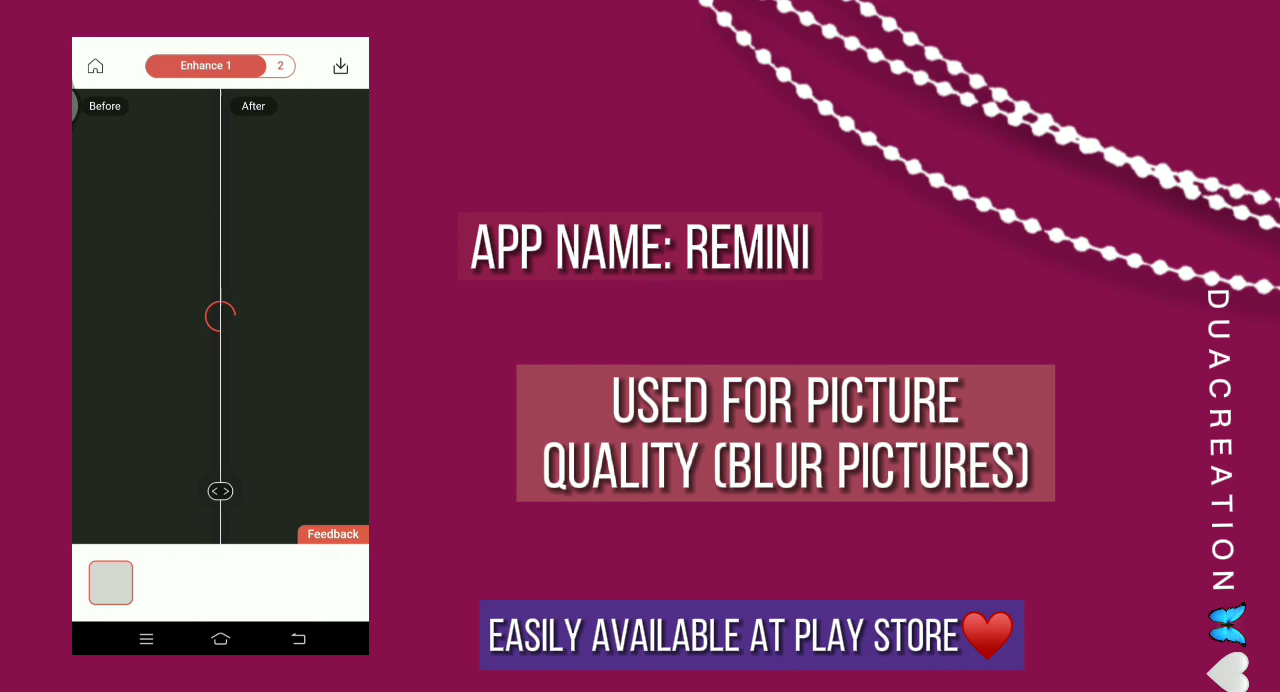 Enhance 1
2
Before
After
Feedback
APP NAME: REMINI
USED FOR PICTURE
QUALITY (BLUR PICTURES)
EASILY AVAILABLE AT PLAY STORE❤️
DUACREATION